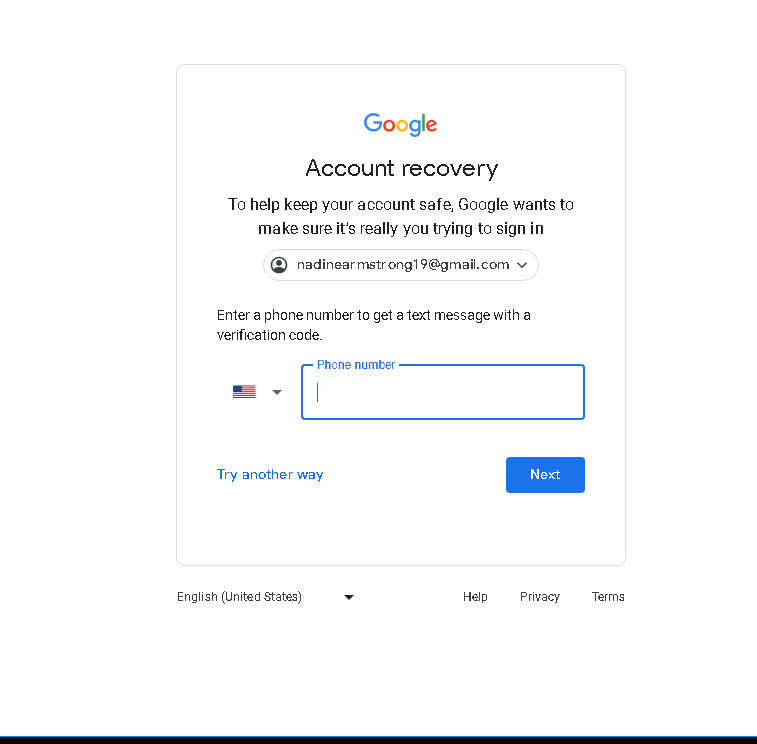 Google
Account recovery
To help keep your account safe, Google wants to
make sure it's really you trying to sign in
nadinearmstrong19@gmail.com
Enter a phone number to get a text message with a
verification code.
Phone number
Try another way
Next
English (United States)
Help
Privacy
Terms